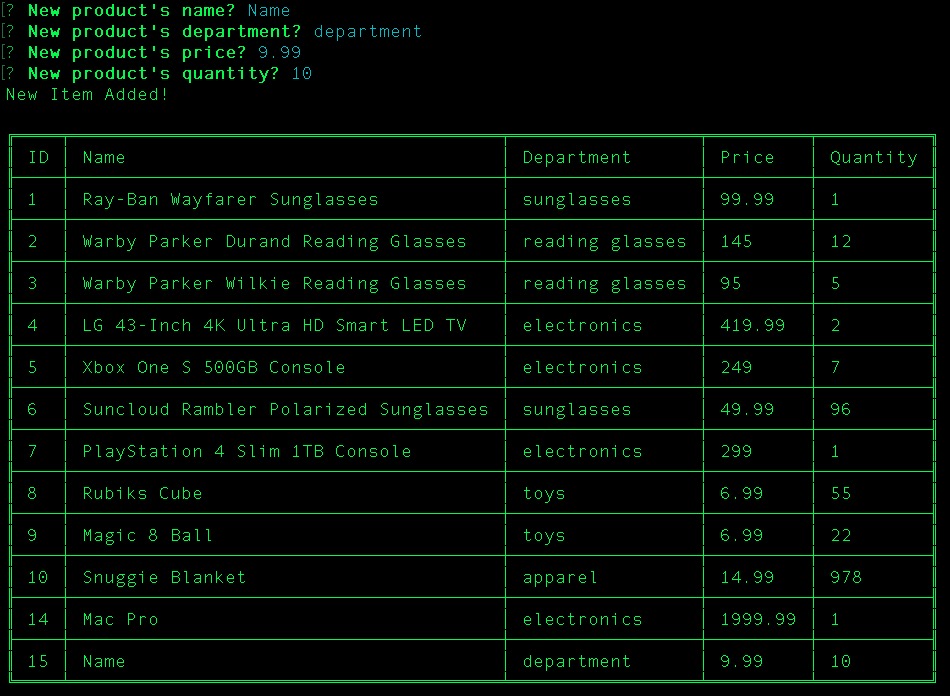 [? New product's name? Name
[? New product's department? department
[? New product's price? 9.99
[? New product's quantity? 10
New Item Added!
ID Name Department Price Quantity
1 Ray-Ban Wayfarer Sunglasses sunglasses 99.99 1
2 Warby Parker Durand Reading Glasses reading glasses 145 12
3 Warby Parker Wilkie Reading Glasses reading glasses 95 5
4 LG 43-Inch 4K Ultra HD Smart LED TV electronics 419.99 2
5 Xbox One S 500GB Console electronics 249 7
6 Suncloud Rambler Polarized Sunglasses sunglasses 49.99 96
7 PlayStation 4 Slim 1TB Console electronics 299 1
8 Rubiks Cube toys 6.99 55
9 Magic 8 Ball toys 6.99 22
10 Snuggie Blanket apparel 14.99 978
14 Mac Pro electronics 1999.99 1
15 Name department 9.99 10